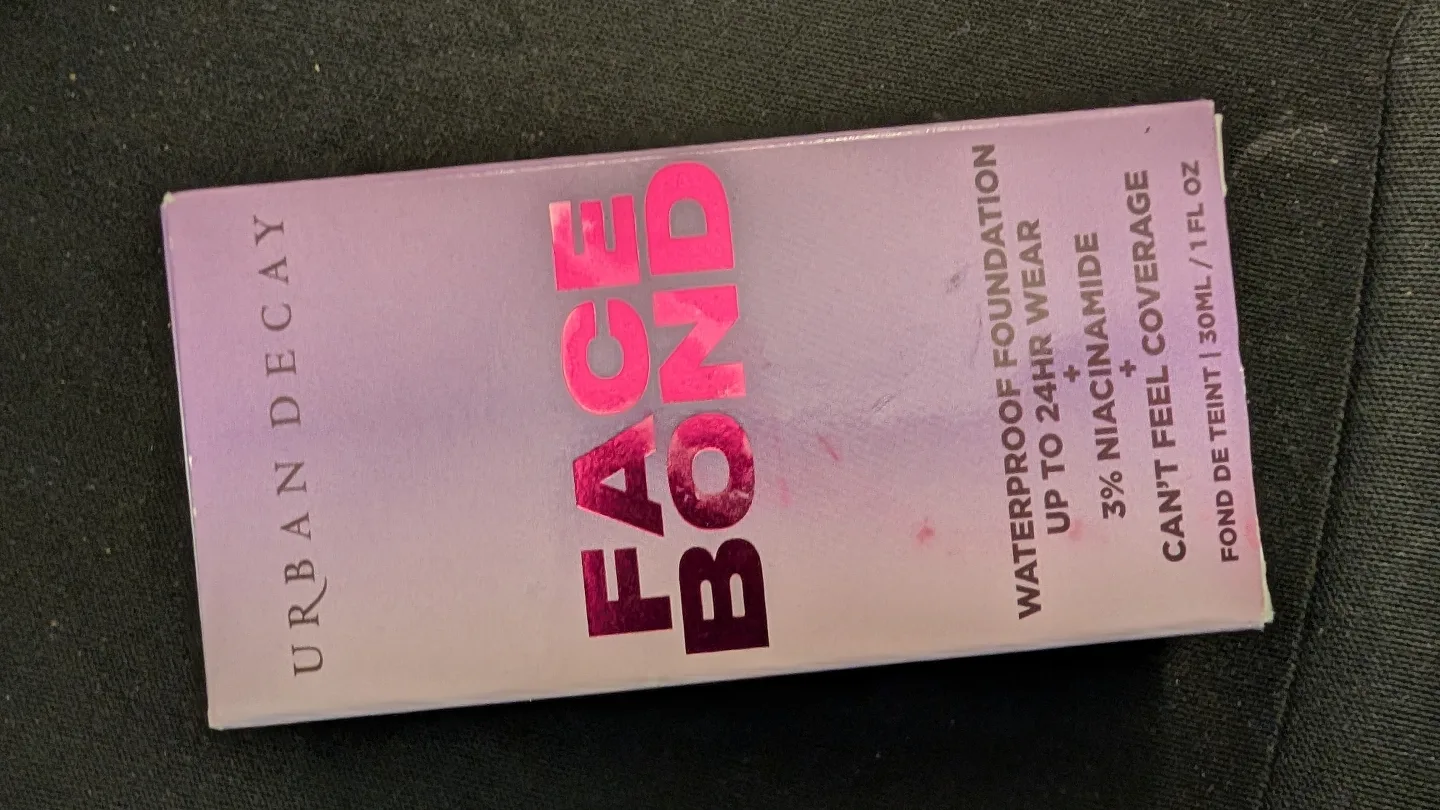 URBAN DECAY
FACE
BOND
WATERPROOF FOUNDATION
UP TO 24HR WEAR
+
3% NIACINAMIDE
+
CAN'T FEEL COVERAGE
FOND DE TEINT | 30ML / 1 FL OZ